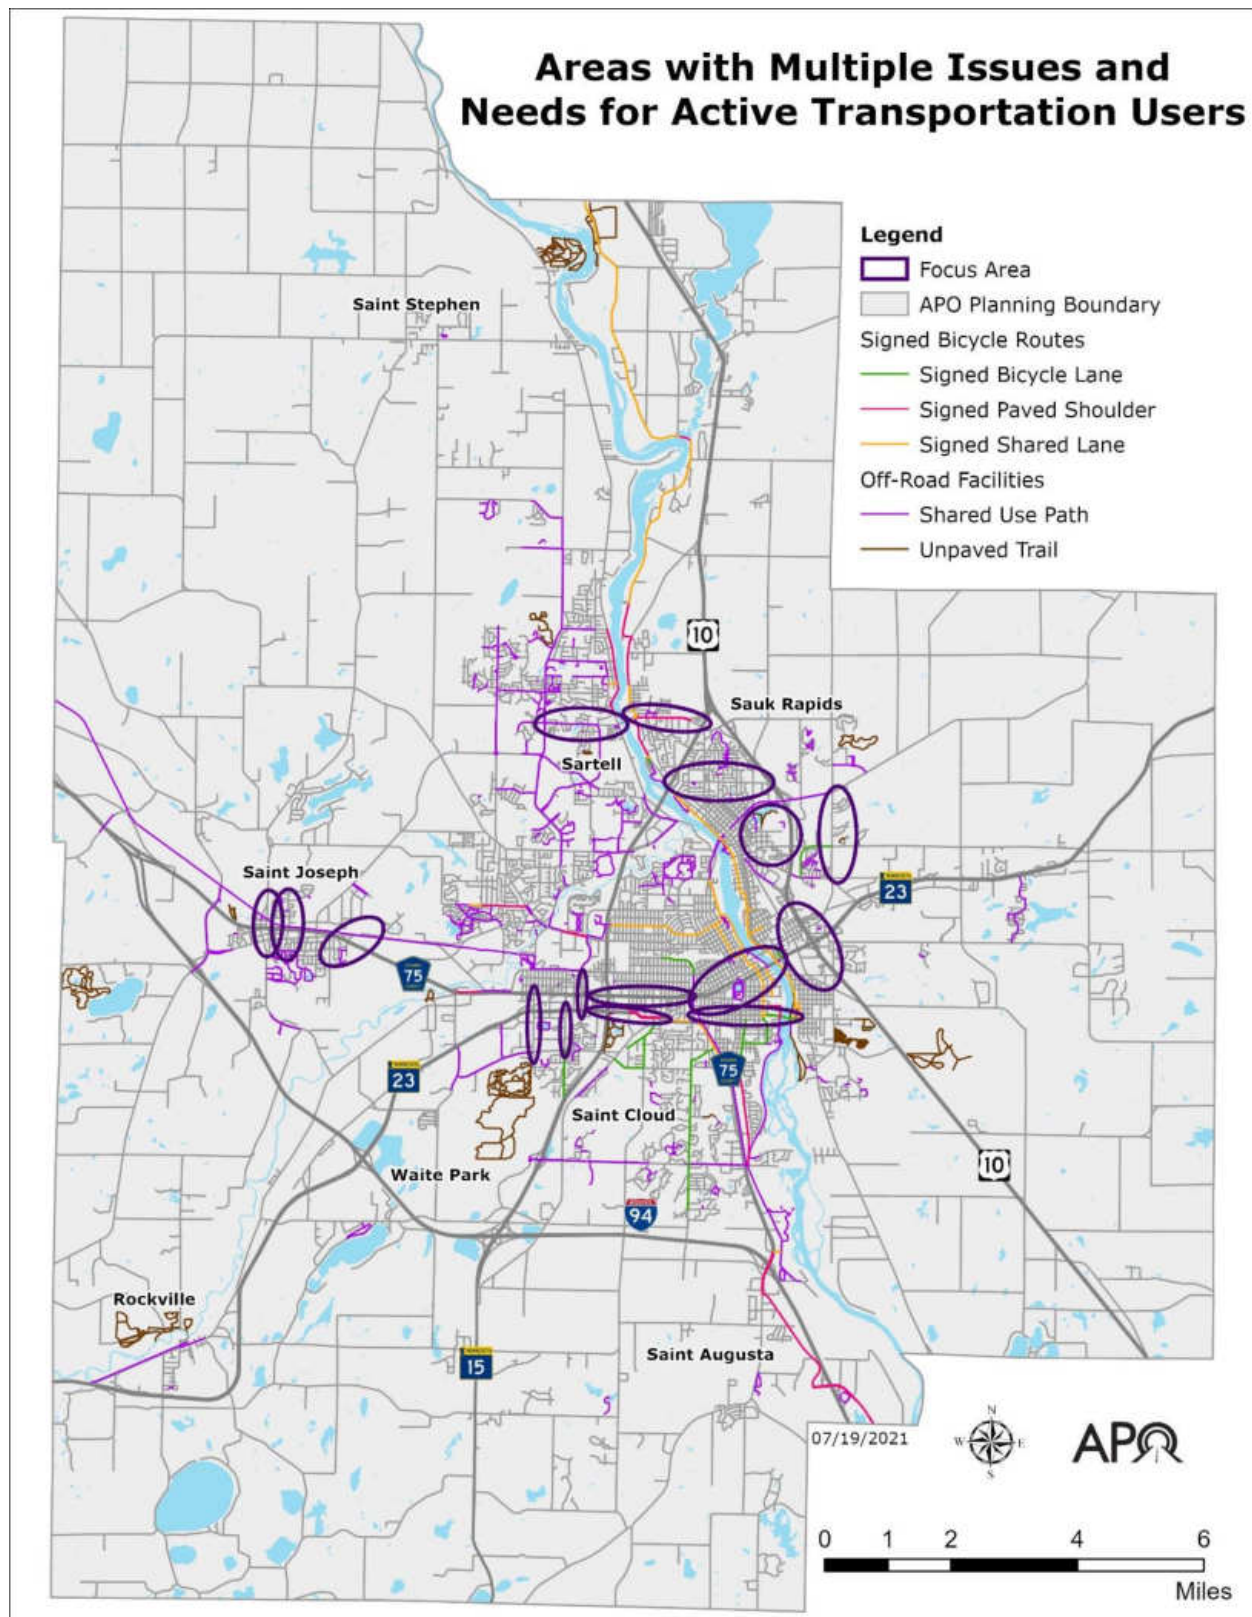 Areas with Multiple Issues and
Needs for Active Transportation Users
Legend
Focus Area
APO Planning Boundary
Signed Bicycle Routes
Signed Bicycle Lane
Signed Paved Shoulder
Signed Shared Lane
Off-Road Facilities
Shared Use Path
Unpaved Trail
Saint Stephen
10
Sauk Rapids
Sartell
Saint Joseph
23
75
23
75
Saint Cloud
10
Waite Park
94
Rockville
Saint Augusta
15
07/19/2021
N
W E
S
APO
0 1 2 4 6
Miles